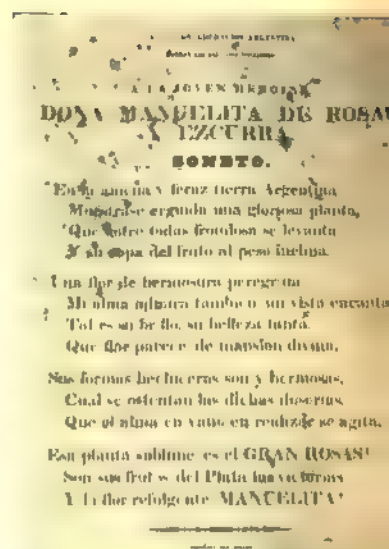 A LA JOVEN HEROINA
DOÑA MANUELITA DE ROSAS
EZCURRA
SONETO.
En la amena y feraz tierra Argentina
Muéstrase erguida una gloriosa planta,
Que entre todas frondosa se levanta
Y su copa del fruto al peso inclina.
Una flor de hermosura peregrina
Mi alma admira tambien su vista encanta
Tal es su brillo, su belleza tanta.
Que flor parece de mansion divina,
Sus formas hechiceras son y hermosas,
Cual se ostentan las dichas
Que el alma en vano en se agita,
Esa planta sublime es el GRAN ROSAS!
Son sus frutos del Plata las victorias
Y la flor refulgente MANUELITA!